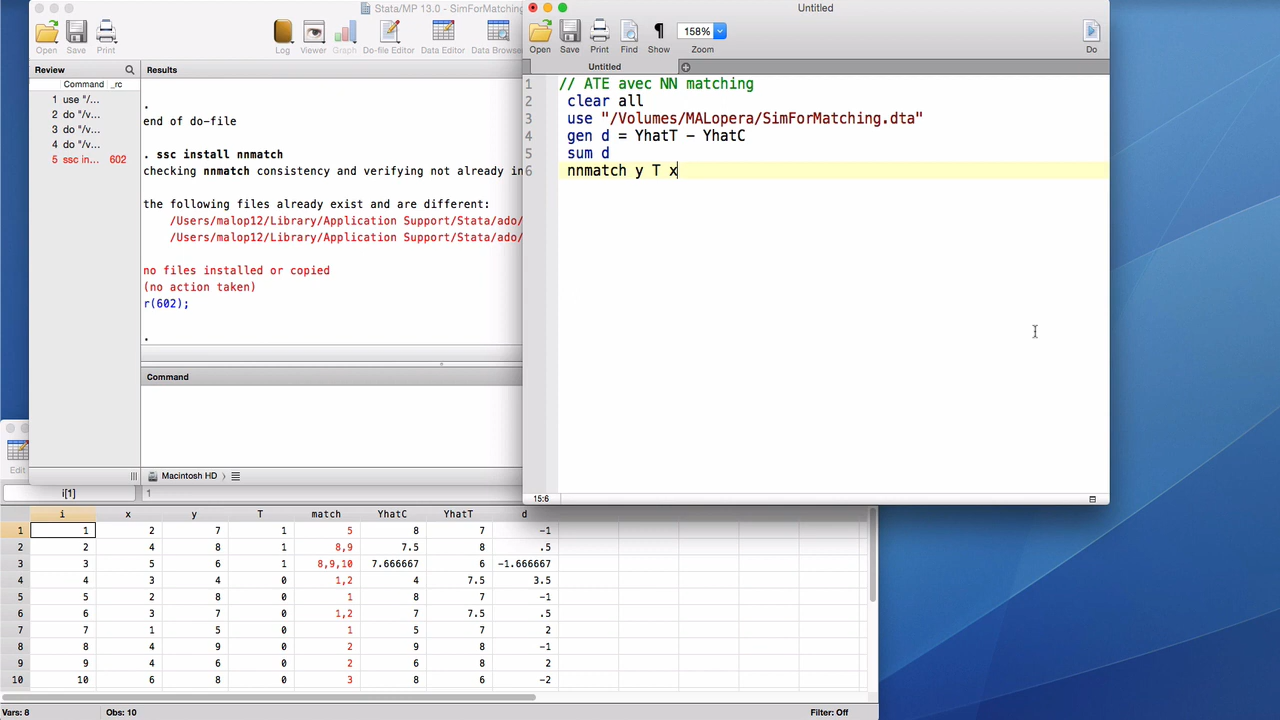 Stata/MP 13.0 - SimForMatching
Open Save Print Log Viewer Graph Do-file Editor Data Editor Data Browse
Review
Command _rc
1 use "/...
2 do "/v...
3 do "/v...
4 do "/v...
5 ssc in... 602
Results
.
end of do-file
. ssc install nnmatch
checking nnmatch consistency and verifying not already in
the following files already exist and are different:
/Users/malop12/Library/Application Support/Stata/ado/
/Users/malop12/Library/Application Support/Stata/ado/
no files installed or copied
(no action taken)
r(602);
.
Command
Macintosh HD
Untitled
Open Save Print Find Show 158% Zoom Do
Untitled
1 // ATE avec NN matching
2 clear all
3 use "/Volumes/MALopera/SimForMatching.dta"
4 gen d = YhatT - YhatC
5 sum d
6 nnmatch y T x
15:6
Edit
i[1] 1
i x y T match YhatC YhatT d
1 1 2 7 1 5 8 7 -1
2 2 4 8 1 8,9 7.5 8 .5
3 3 5 6 1 8,9,10 7.666667 6 -1.666667
4 4 3 4 0 1,2 4 7.5 3.5
5 5 2 8 0 1 8 7 -1
6 6 3 7 0 1,2 7 7.5 .5
7 7 1 5 0 1 5 7 2
8 8 4 9 0 2 9 8 -1
9 9 4 6 0 2 6 8 2
10 10 6 8 0 3 8 6 -2
Vars: 8 Obs: 10 Filter: Off